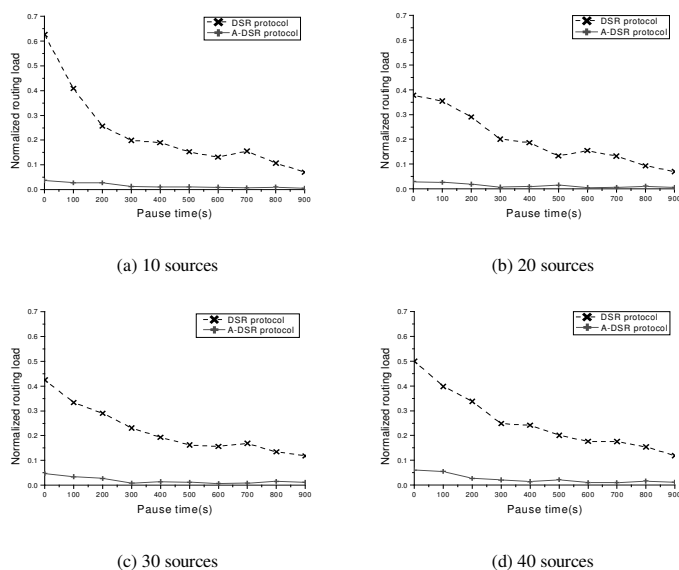 0.7
0.6
0.5
0.4
0.3
0.2
0.1
0.0
Normalized routing load
DSR protocol
A-DSR protocol
0 100 200 300 400 500 600 700 800 900
Pause time(s)
(a) 10 sources
0.7
0.6
0.5
0.4
0.3
0.2
0.1
0.0
Normalized routing load
DSR protocol
A-DSR protocol
0 100 200 300 400 500 600 700 800 900
Pause time(s)
(b) 20 sources
0.7
0.6
0.5
0.4
0.3
0.2
0.1
0.0
Normalized routing load
DSR protocol
A-DSR protocol
0 100 200 300 400 500 600 700 800 900
Pause time(s)
(c) 30 sources
0.7
0.6
0.5
0.4
0.3
0.2
0.1
0.0
Normalized routing load
DSR protocol
A-DSR protocol
0 100 200 300 400 500 600 700 800 900
Pause time(s)
(d) 40 sources